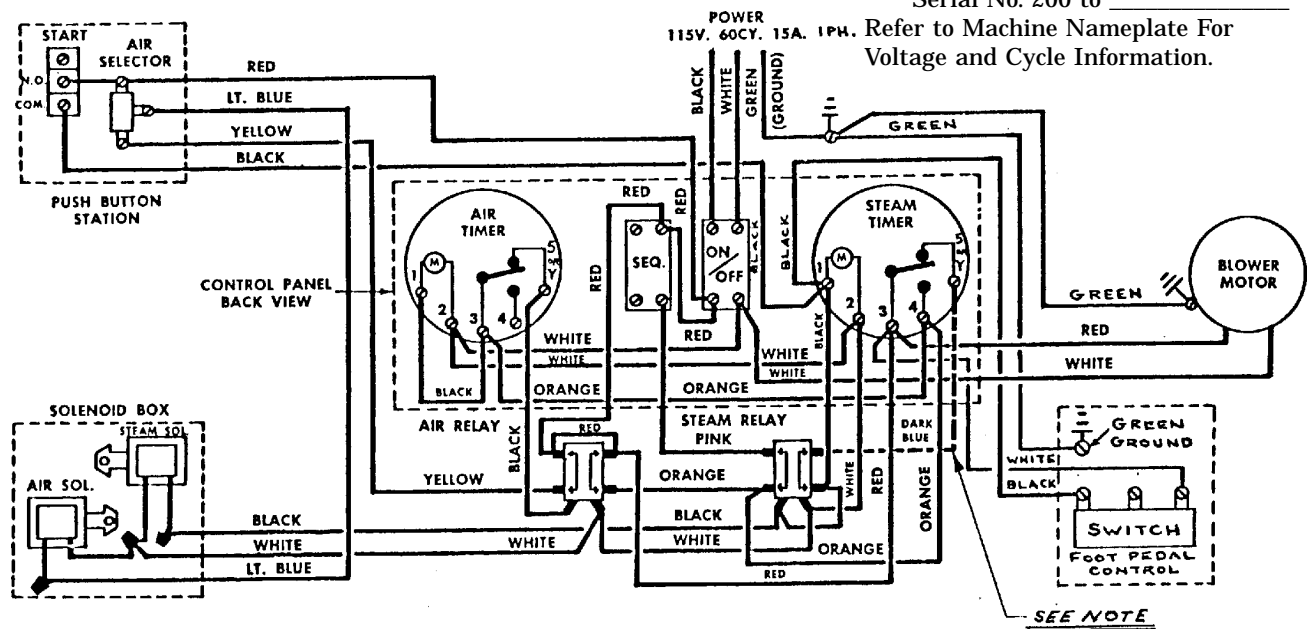 Serial No. 200 to
POWER
115V. 60CY. 15A. 1PH.
Refer to Machine Nameplate For
Voltage and Cycle Information.
START
AIR
SELECTOR
N.O.
COM.
RED
LT. BLUE
YELLOW
BLACK
PUSH BUTTON
STATION
BLACK
WHITE
GREEN
(GROUND)
GREEN
CONTROL PANEL
BACK VIEW
AIR
TIMER
M
1
2
3
4
5
&
Y
RED
RED
RED
SEQ.
ON
OFF
RED
BLACK
BLACK
STEAM
TIMER
M
1
2
3
4
5
&
Y
BLOWER
MOTOR
GREEN
RED
WHITE
WHITE
WHITE
WHITE
WHITE
BLACK
BLACK
ORANGE
ORANGE
AIR RELAY
STEAM RELAY
PINK
RED
BLACK
DARK
BLUE
YELLOW
ORANGE
WHITE
RED
ORANGE
SOLENOID BOX
STEAM SOL
AIR SOL.
BLACK
WHITE
LT. BLUE
WHITE
BLACK
WHITE
ORANGE
RED
GREEN
GROUND
WHITE
BLACK
SWITCH
FOOT PEDAL
CONTROL
SEE NOTE